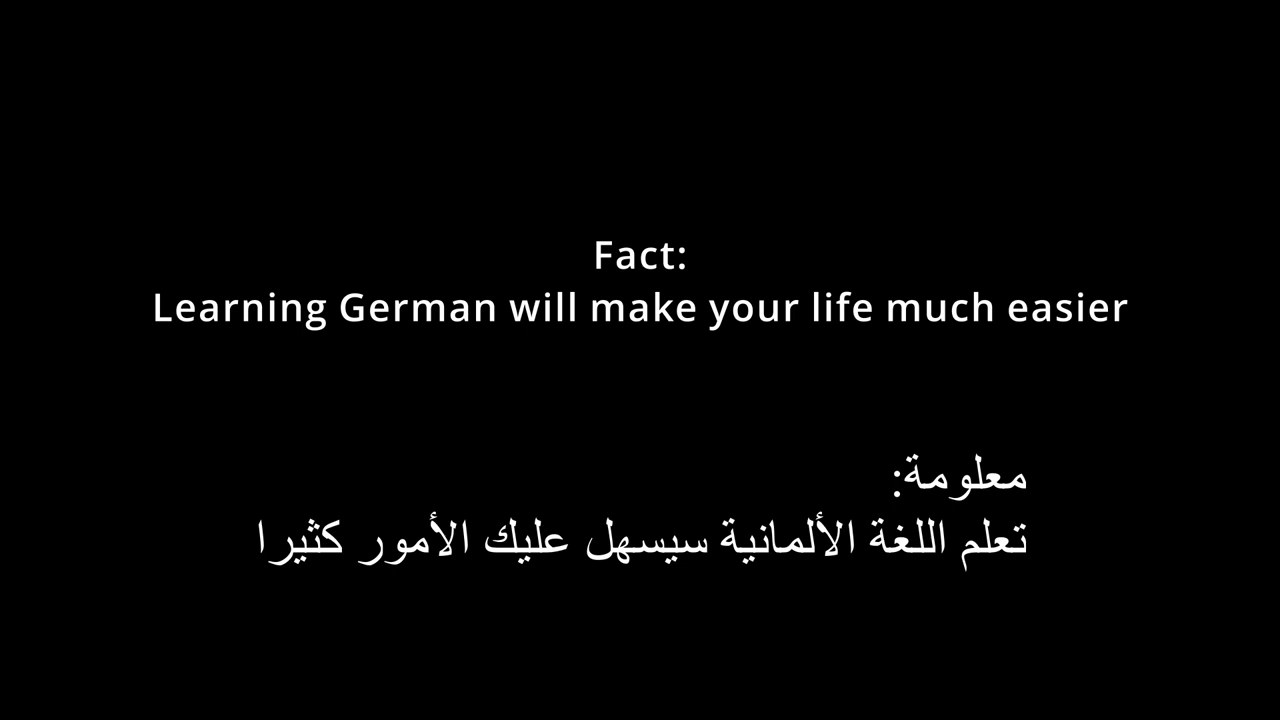 Fact:
Learning German will make your life much easier
معلومة:
تعلم اللغة الألمانية سيسهل عليك الأمور كثيرا